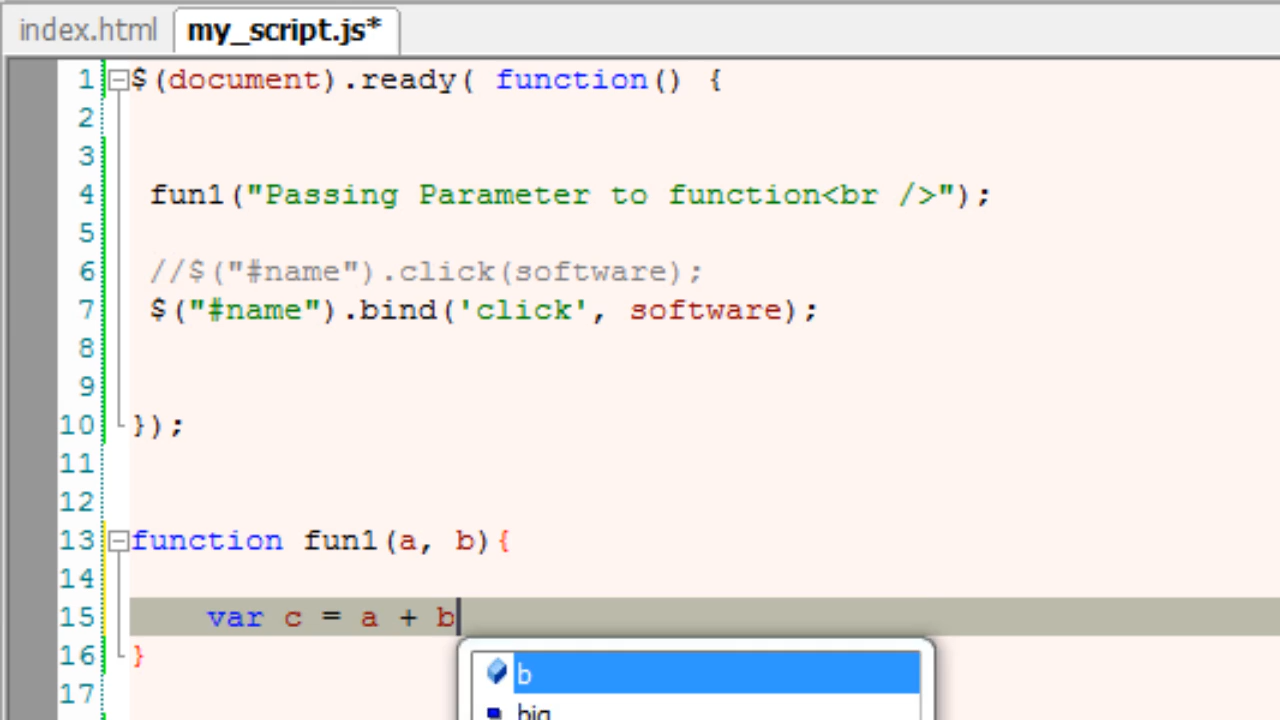 index.html my_script.js*
1 $(document).ready( function() {
2
3
4 fun1("Passing Parameter to function<br />");
5
6 //$("#name").click(software);
7 $("#name").bind('click', software);
8
9
10 });
11
12
13 function fun1(a, b){
14
15 var c = a + b
16 }
b
17
big